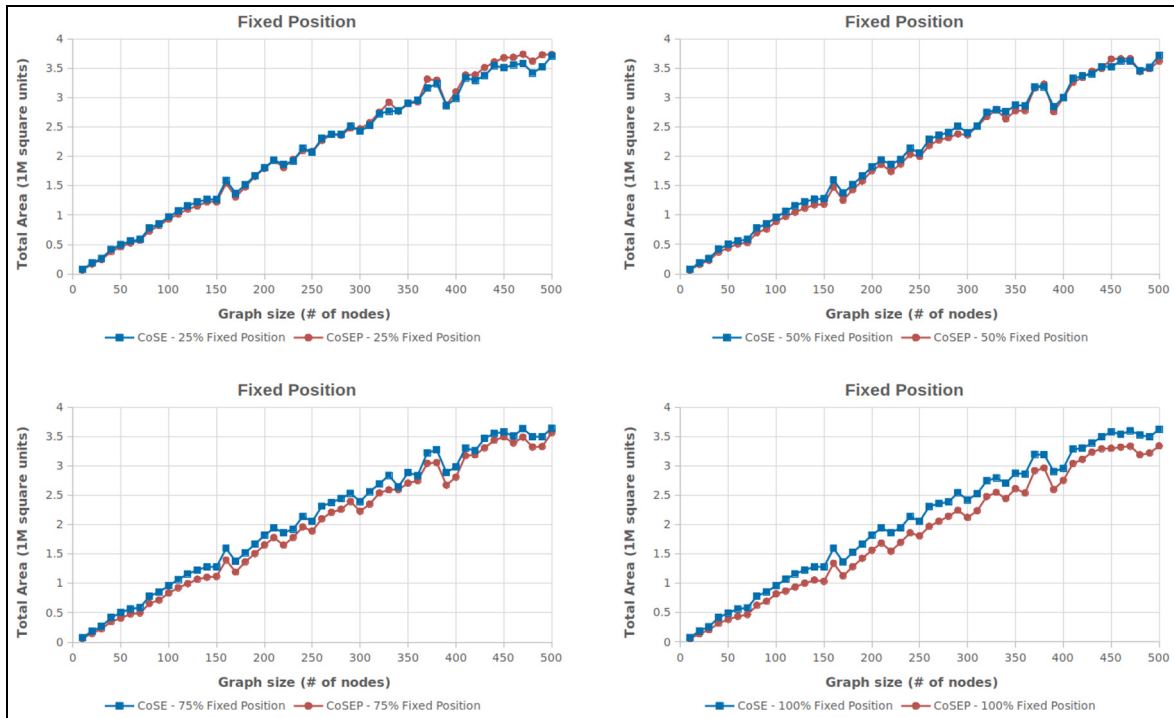 Fixed Position
Total Area (1M square units)
4
3.5
3
2.5
2
1.5
1
0.5
0
0 50 100 150 200 250 300 350 400 450 500
Graph size (# of nodes)
CoSE - 25% Fixed Position CoSEP - 25% Fixed Position
Fixed Position
Total Area (1M square units)
4
3.5
3
2.5
2
1.5
1
0.5
0
0 50 100 150 200 250 300 350 400 450 500
Graph size (# of nodes)
CoSE - 50% Fixed Position CoSEP - 50% Fixed Position
Fixed Position
Total Area (1M square units)
4
3.5
3
2.5
2
1.5
1
0.5
0
0 50 100 150 200 250 300 350 400 450 500
Graph size (# of nodes)
CoSE - 75% Fixed Position CoSEP - 75% Fixed Position
Fixed Position
Total Area (1M square units)
4
3.5
3
2.5
2
1.5
1
0.5
0
0 50 100 150 200 250 300 350 400 450 500
Graph size (# of nodes)
CoSE - 100% Fixed Position CoSEP - 100% Fixed Position